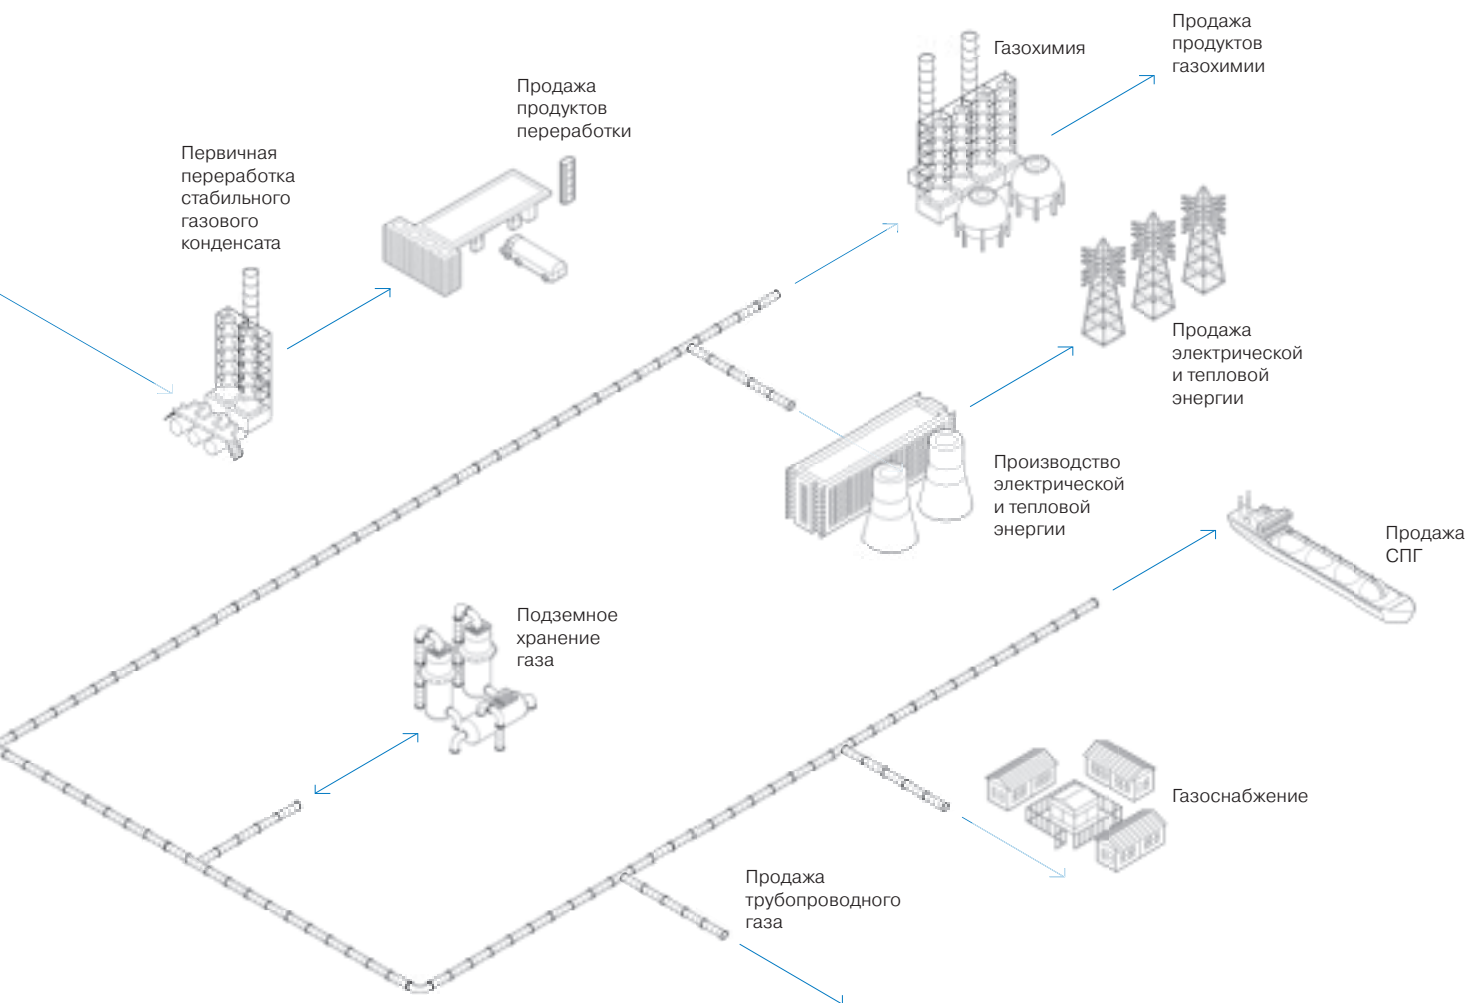 Продажа
продуктов
газохимии
Газохимия
Продажа
продуктов
переработки
Первичная
переработка
стабильного
газового
конденсата
Продажа
электрической
и тепловой
энергии
Производство
электрической
и тепловой
энергии
Продажа
СПГ
Подземное
хранение
газа
Газоснабжение
Продажа
трубопроводного
газа